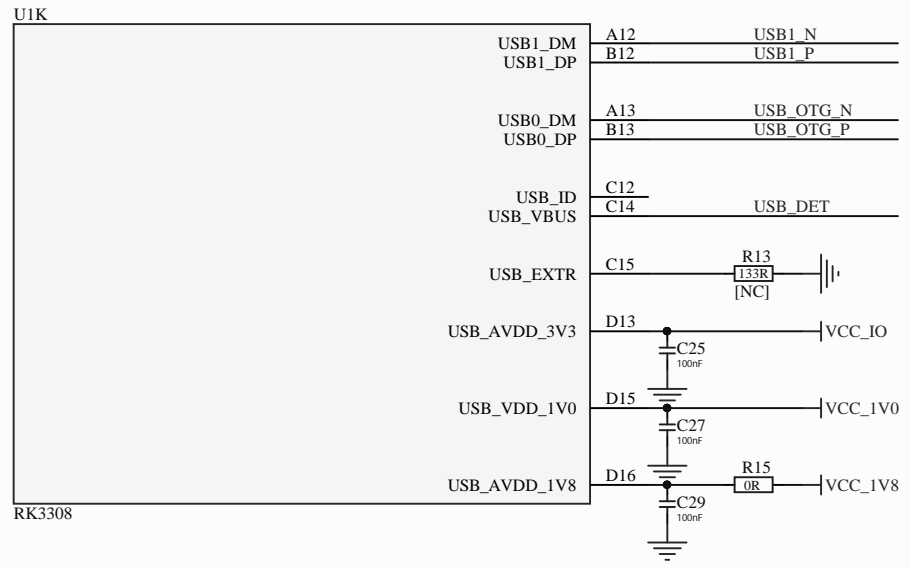 U1K
USB1_DM A12 USB1_N
USB1_DP B12 USB1_P
USB0_DM A13 USB_OTG_N
USB0_DP B13 USB_OTG_P
USB_ID C12
USB_VBUS C14 USB_DET
USB_EXTR C15 R13
133R
[NC]
USB_AVDD_3V3 D13 VCC_IO
C25
100nF
USB_VDD_1V0 D15 VCC_1V0
C27
100nF
USB_AVDD_1V8 D16 R15 VCC_1V8
0R
C29
100nF
RK3308